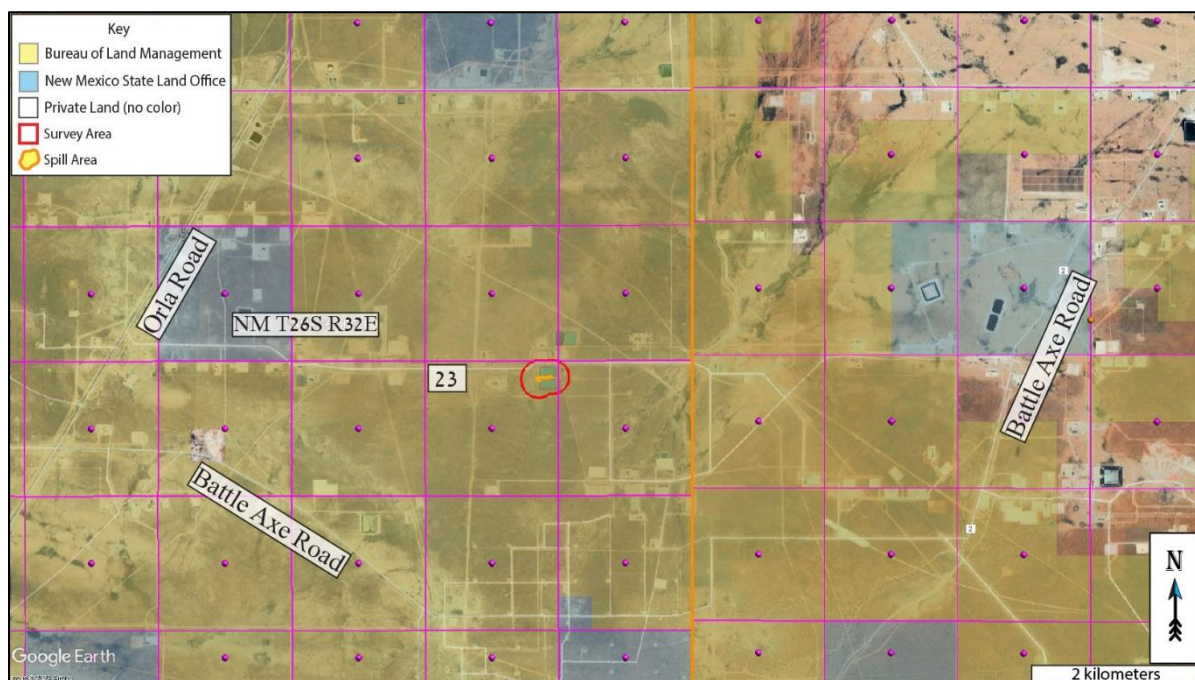 Key
Bureau of Land Management
New Mexico State Land Office
Private Land (no color)
Survey Area
Spill Area
Orla Road
NM T26S R32E
23
2
Battle Axe Road
Battle Axe Road
2
N
Google Earth
2 kilometers